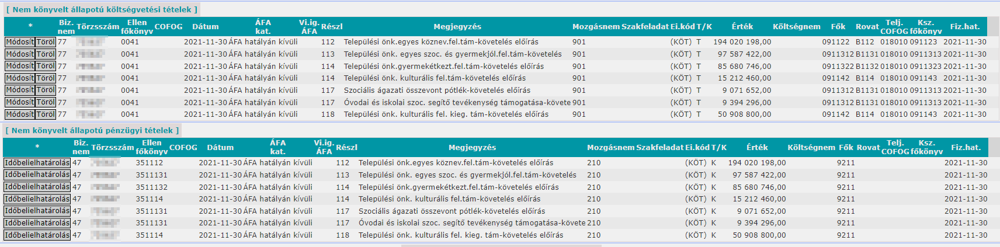 [ Nem könyvelt állapotú költségvetési tételek ]
* Biz. nem Törzsszám Ellen főkönyv COFOG Dátum ÁFA kat. Vi.ig. ÁFA Részl Megjegyzés Mozgásnem Szakfeladat Ei.kód T/K Érték Költségnem Fők Rovat Telj. COFOG Ksz. főkönyv Fiz.hat.
Módosít Töröl 77 0041 2021-11-30 ÁFA hatályán kívüli 112 Települési önk.egyes köznev.fel.tám-követelés előírás 901 (KÖT) T 194 020 198,00 091122 B112 018010 091123 2021-11-30
Módosít Töröl 77 0041 2021-11-30 ÁFA hatályán kívüli 113 Települési önk. egyes szoc. és gyermekjól.fel.tám-követelés 901 (KÖT) T 97 587 422,00 0911312 B1131 018010 0911313 2021-11-30
Módosít Töröl 77 0041 2021-11-30 ÁFA hatályán kívüli 114 Települési önk.gyermekétkezt.fel.tám-követelés előírás 901 (KÖT) T 85 680 746,00 0911322 B1132 018010 0911323 2021-11-30
Módosít Töröl 77 0041 2021-11-30 ÁFA hatályán kívüli 114 Települési önk. kulturális fel.tám-követelés előírás 901 (KÖT) T 15 212 460,00 091142 B114 018010 091143 2021-11-30
Módosít Töröl 77 0041 2021-11-30 ÁFA hatályán kívüli 117 Szociális ágazati összevont pótlék-követelés előírás 901 (KÖT) T 9 071 652,00 0911312 B1131 018010 0911313 2021-11-30
Módosít Töröl 77 0041 2021-11-30 ÁFA hatályán kívüli 117 Óvodai és iskolai szoc. segítő tevékenység támogatása-követe 901 (KÖT) T 9 394 296,00 0911312 B1131 018010 0911313 2021-11-30
Módosít Töröl 77 0041 2021-11-30 ÁFA hatályán kívüli 118 Települési önk. kulturális fel. kieg. tám-követelés előírás 901 (KÖT) T 50 908 800,00 091142 B114 018010 091143 2021-11-30
[ Nem könyvelt állapotú pénzügyi tételek ]
* Biz. nem Törzsszám Ellen főkönyv COFOG Dátum ÁFA kat. Vi.ig. ÁFA Részl Megjegyzés Mozgásnem Szakfeladat Ei.kód T/K Érték Költségnem Fők Rovat Telj. COFOG Ksz. főkönyv Fiz.hat.
Időbelielhatárolás 47 351112 2021-11-30 ÁFA hatályán kívüli 112 Települési önk.egyes köznev.fel.tám-követelés előírás 210 (KÖT) K 194 020 198,00 9211 2021-11-30
Időbelielhatárolás 47 3511131 2021-11-30 ÁFA hatályán kívüli 113 Települési önk. egyes szoc. és gyermekjól.fel.tám-követelés 210 (KÖT) K 97 587 422,00 9211 2021-11-30
Időbelielhatárolás 47 3511132 2021-11-30 ÁFA hatályán kívüli 114 Települési önk.gyermekétkezt.fel.tám-követelés előírás 210 (KÖT) K 85 680 746,00 9211 2021-11-30
Időbelielhatárolás 47 351114 2021-11-30 ÁFA hatályán kívüli 114 Települési önk. kulturális fel.tám-követelés előírás 210 (KÖT) K 15 212 460,00 9211 2021-11-30
Időbelielhatárolás 47 3511131 2021-11-30 ÁFA hatályán kívüli 117 Szociális ágazati összevont pótlék-követelés előírás 210 (KÖT) K 9 071 652,00 9211 2021-11-30
Időbelielhatárolás 47 3511131 2021-11-30 ÁFA hatályán kívüli 117 Óvodai és iskolai szoc. segítő tevékenység támogatása-követe 210 (KÖT) K 9 394 296,00 9211 2021-11-30
Időbelielhatárolás 47 351114 2021-11-30 ÁFA hatályán kívüli 118 Települési önk. kulturális fel. kieg. tám-követelés előírás 210 (KÖT) K 50 908 800,00 9211 2021-11-30